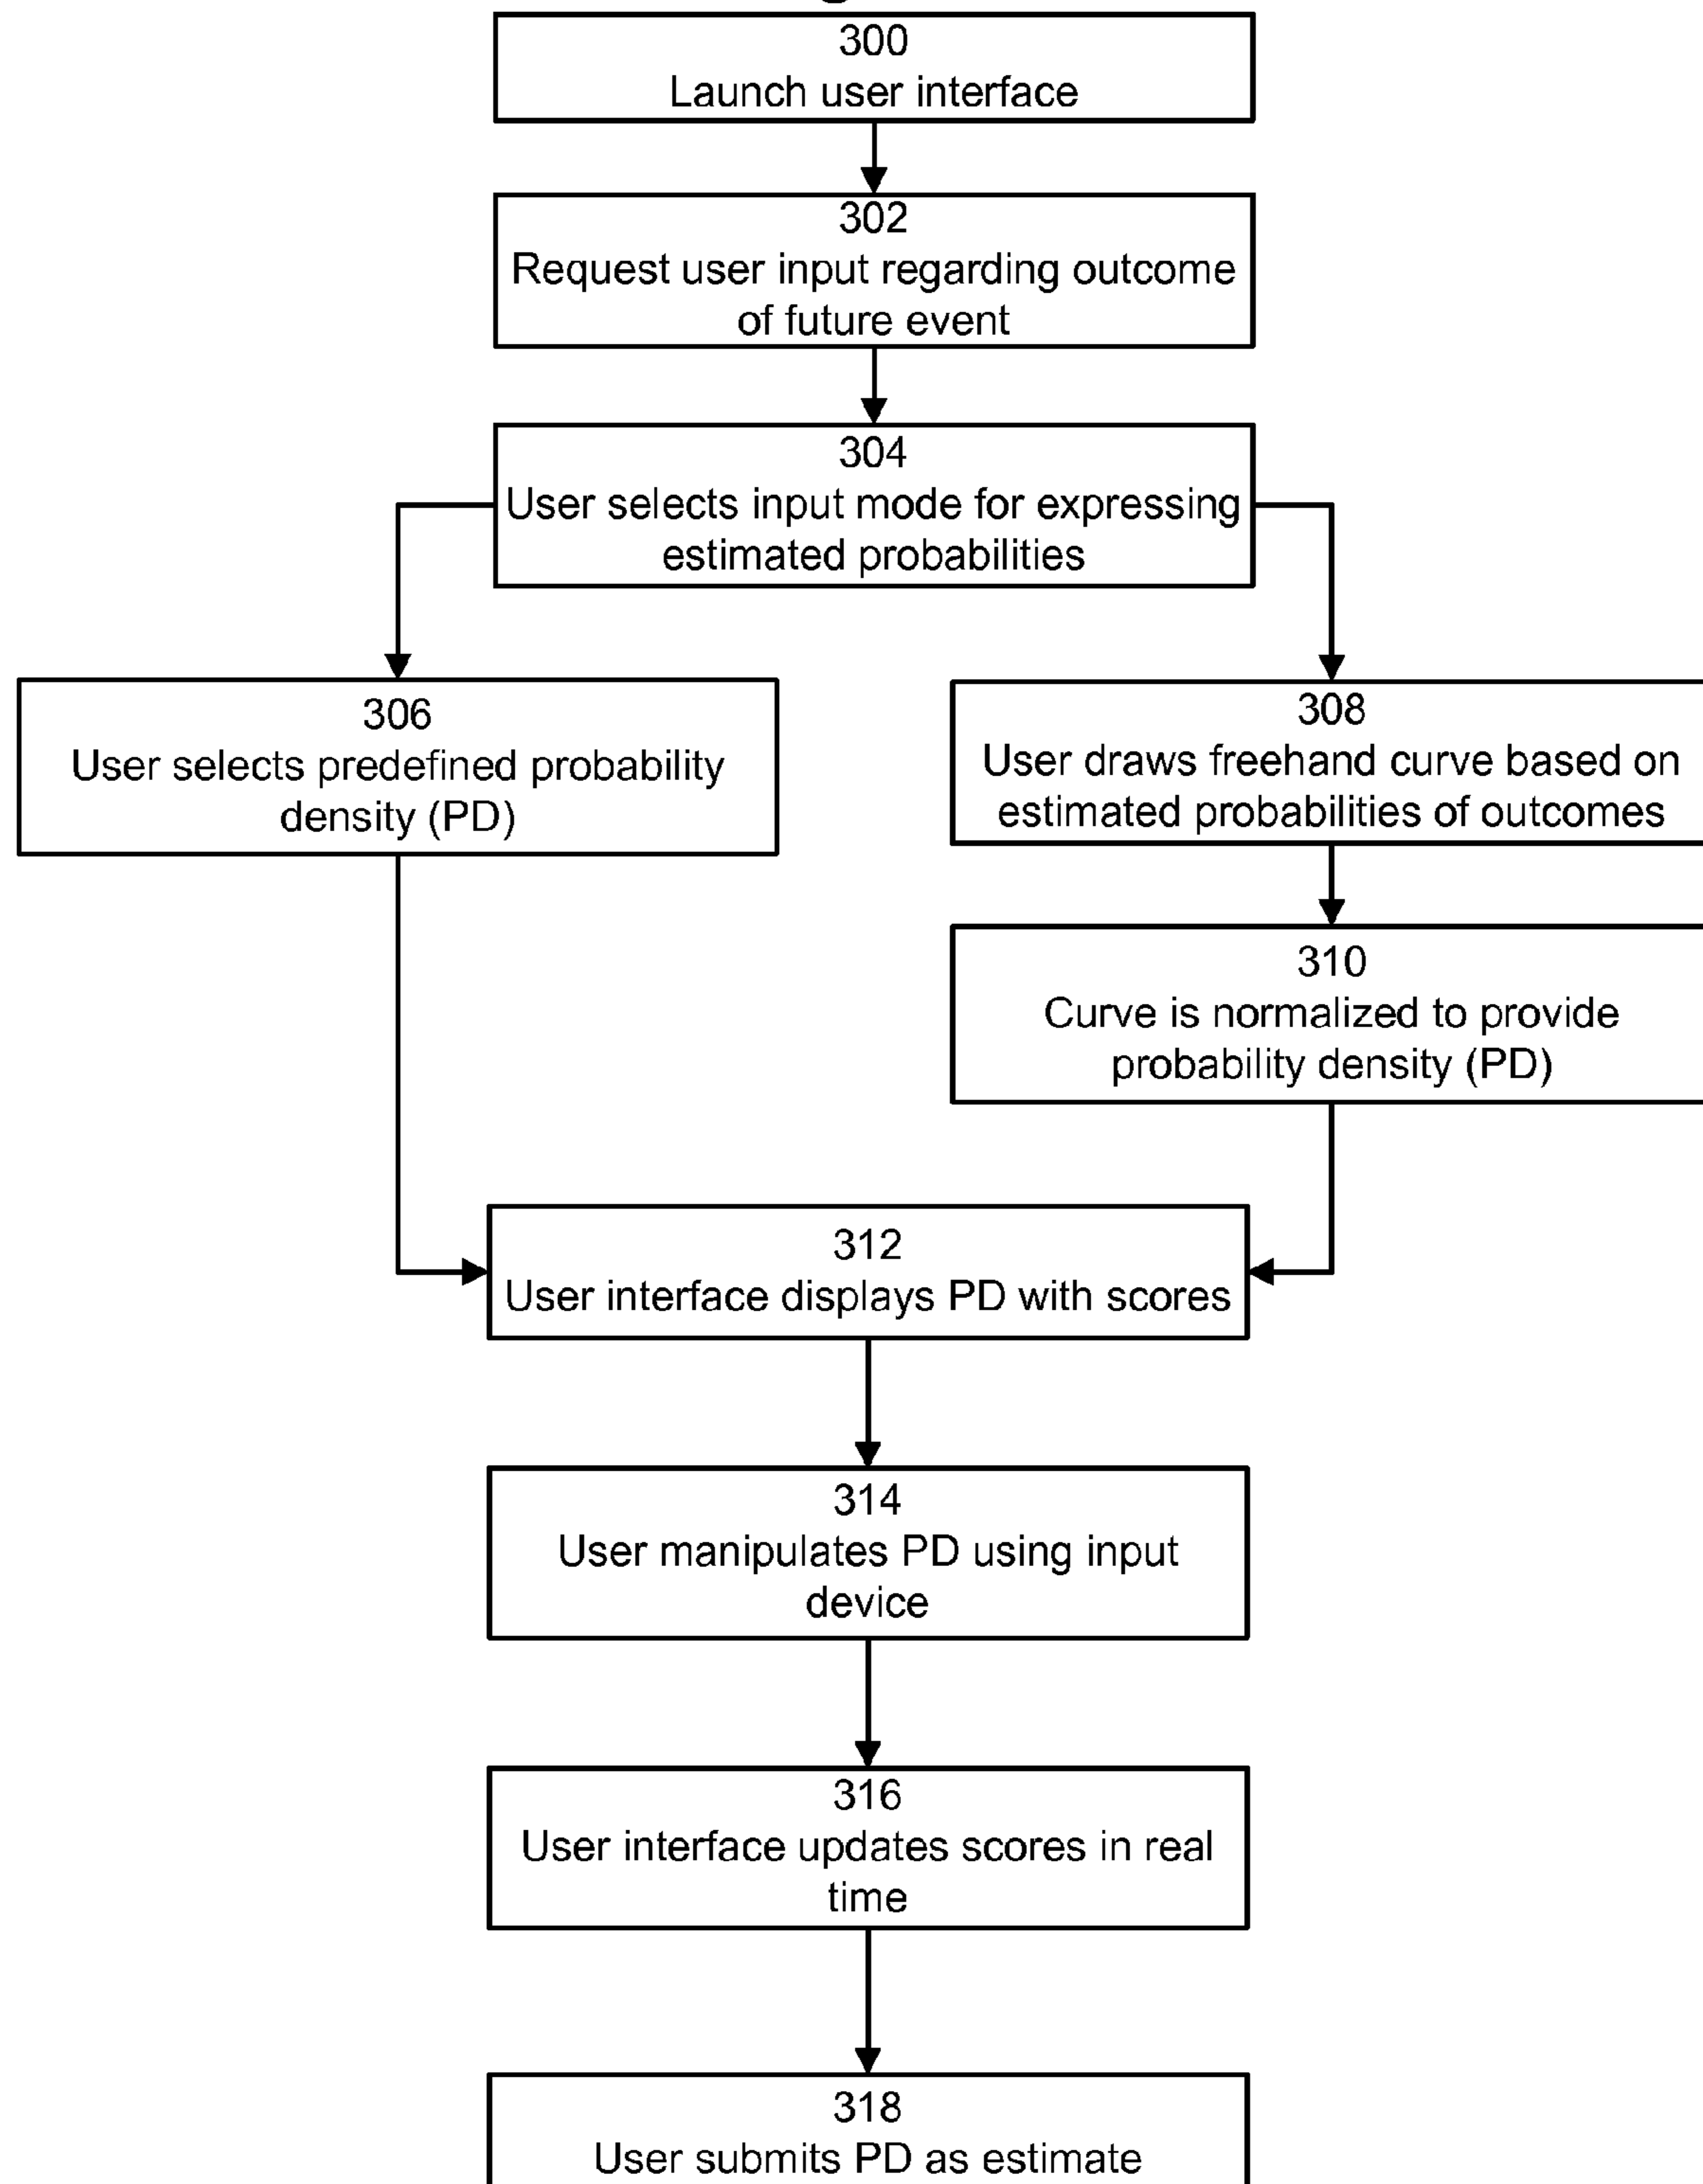 300
Launch user interface
302
Request user input regarding outcome
of future event
304
User selects input mode for expressing
estimated probabilities
306
User selects predefined probability
density (PD)
308
User draws freehand curve based on
estimated probabilities of outcomes
310
Curve is normalized to provide
probability density (PD)
312
User interface displays PD with scores
314
User manipulates PD using input
device
316
User interface updates scores in real
time
318
User submits PD as estimate